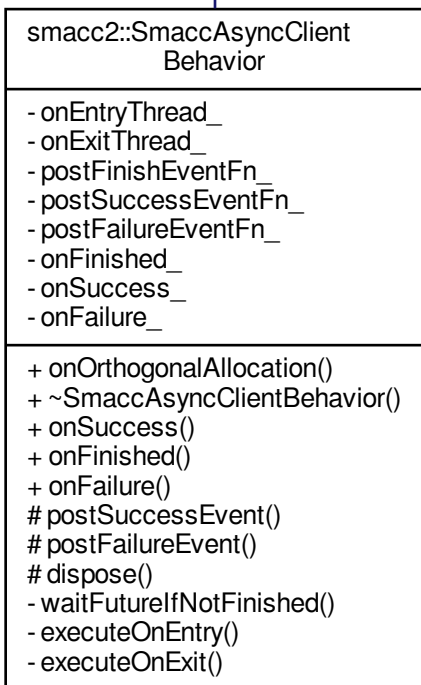 smacc2::SmaccAsyncClient
Behavior
- onEntryThread_
- onExitThread_
- postFinishEventFn_
- postSuccessEventFn_
- postFailureEventFn_
- onFinished_
- onSuccess_
- onFailure_
+ onOrthogonalAllocation()
+ ~SmaccAsyncClientBehavior()
+ onSuccess()
+ onFinished()
+ onFailure()
# postSuccessEvent()
# postFailureEvent()
# dispose()
- waitFutureIfNotFinished()
- executeOnEntry()
- executeOnExit()